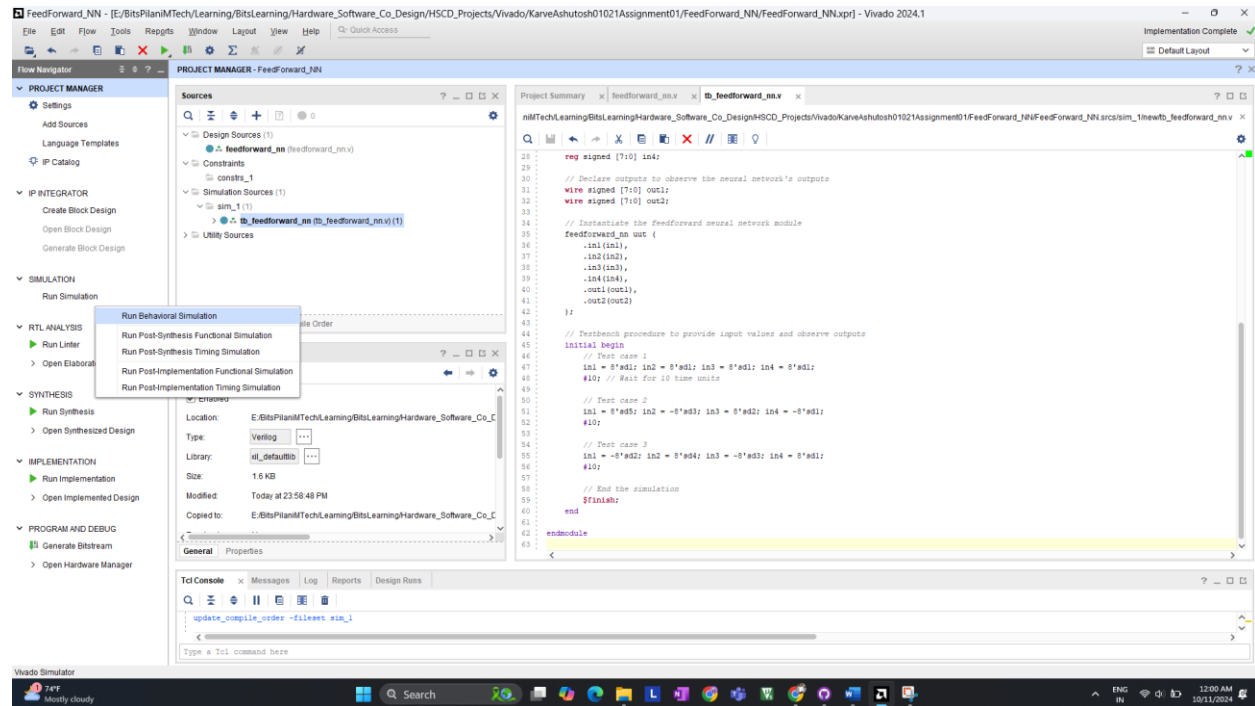 FeedForward_NN - [E:/BitsPilaniMTech/Learning/BitsLearning/Hardware_Software_Co_Design/HSCD_Projects/Vivado/KarveAshutosh01021Assignment01/FeedForward_NN/FeedForward_NN.xpr] - Vivado 2024.1
File Edit Flow Tools Reports Window Layout View Help Quick Access
Implementation Complete
Default Layout
Flow Navigator
PROJECT MANAGER
Settings
Add Sources
Language Templates
IP Catalog
IP INTEGRATOR
Create Block Design
Open Block Design
Generate Block Design
SIMULATION
Run Simulation
RTL ANALYSIS
Run Linter
Open Elaborat
SYNTHESIS
Run Synthesis
Open Synthesized Design
IMPLEMENTATION
Run Implementation
Open Implemented Design
PROGRAM AND DEBUG
Generate Bitstream
Open Hardware Manager
Run Behavioral Simulation
Run Post-Synthesis Functional Simulation
Run Post-Synthesis Timing Simulation
Run Post-Implementation Functional Simulation
Run Post-Implementation Timing Simulation
PROJECT MANAGER - FeedForward_NN
Sources
0
Design Sources (1)
feedforward_nn (feedforward_nn.v)
Constraints
constrs_1
Simulation Sources (1)
sim_1 (1)
tb_feedforward_nn (tb_feedforward_nn.v) (1)
Utility Sources
ile Order
Enabled
Location: E:/BitsPilaniMTech/Learning/BitsLearning/Hardware_Software_Co_D
Type: Verilog
Library: xil_defaultlib
Size: 1.6 KB
Modified: Today at 23:58:48 PM
Copied to: E:/BitsPilaniMTech/Learning/BitsLearning/Hardware_Software_Co_D
General Properties
Project Summary feedforward_nn.v tb_feedforward_nn.v
niMTech/Learning/BitsLearning/Hardware_Software_Co_Design/HSCD_Projects/Vivado/KarveAshutosh01021Assignment01/FeedForward_NN/FeedForward_NN.srcs/sim_1/new/tb_feedforward_nn.v
28 reg signed [7:0] in4;
29
30 // Declare outputs to observe the neural network's outputs
31 wire signed [7:0] out1;
32 wire signed [7:0] out2;
33
34 // Instantiate the feedforward neural network module
35 feedforward_nn uut (
36 .in1(in1),
37 .in2(in2),
38 .in3(in3),
39 .in4(in4),
40 .out1(out1),
41 .out2(out2)
42 );
43
44 // Testbench procedure to provide input values and observe outputs
45 initial begin
46 // Test case 1
47 in1 = 8'sd1; in2 = 8'sd1; in3 = 8'sd1; in4 = 8'sd1;
48 #10; // Wait for 10 time units
49
50 // Test case 2
51 in1 = 8'sd5; in2 = -8'sd3; in3 = 8'sd2; in4 = -8'sd1;
52 #10;
53
54 // Test case 3
55 in1 = -8'sd2; in2 = 8'sd4; in3 = -8'sd3; in4 = 8'sd1;
56 #10;
57
58 // End the simulation
59 $finish;
60 end
61
62 endmodule
63
Tcl Console Messages Log Reports Design Runs
update_compile_order -fileset sim_1
Type a Tcl command here
Vivado Simulator
74°F
Mostly cloudy
Search
ENG
IN
12:00 AM
10/11/2024